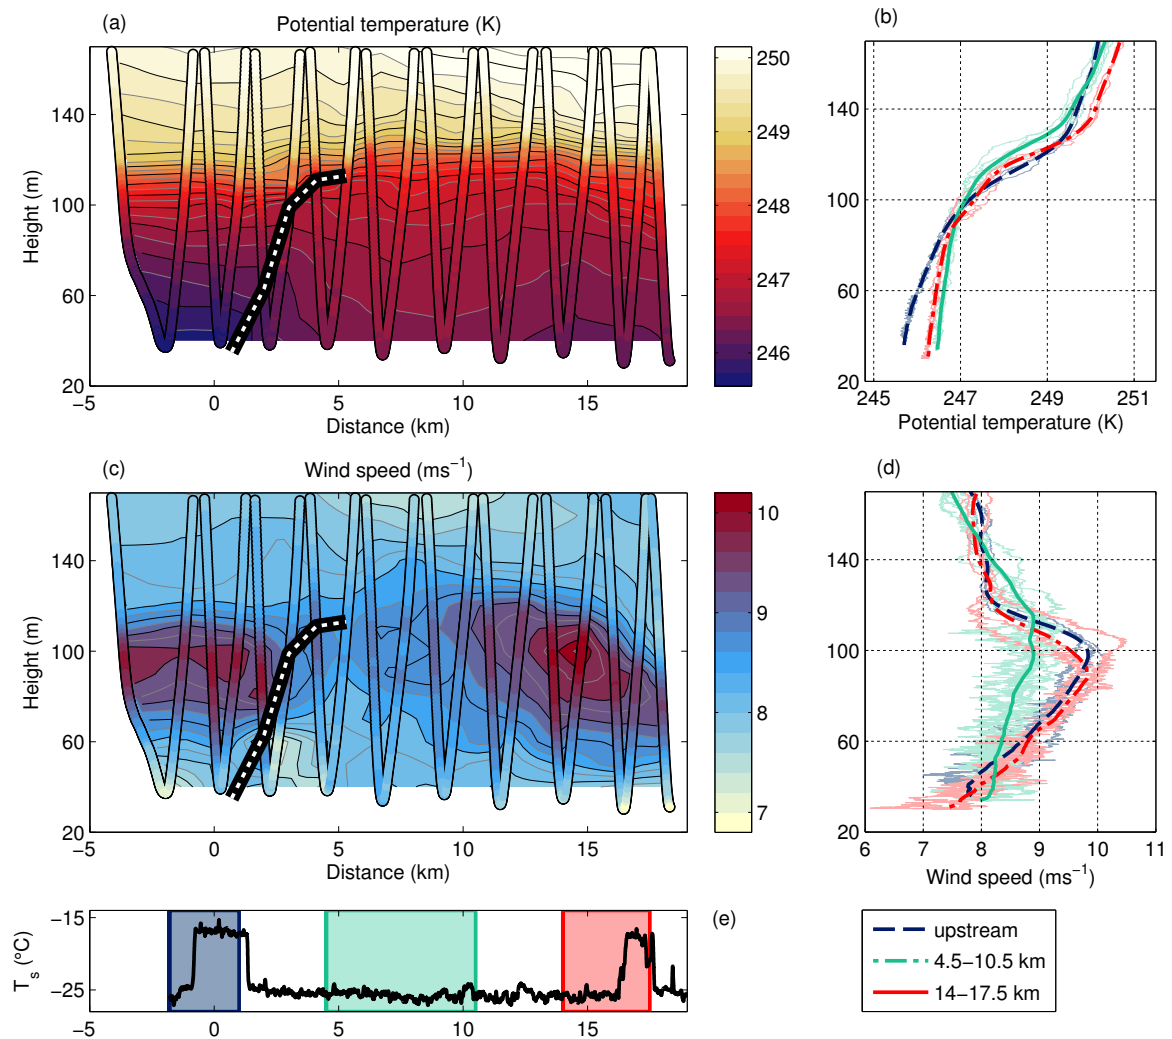 (a) Potential temperature (K)
(b)
140
100
60
20
Height (m)
−5 0 5 10 15
Distance (km)
250
249
248
247
246
140
100
60
20
245 247 249 251
Potential temperature (K)
(c) Wind speed (ms⁻¹)
(d)
140
100
60
20
Height (m)
−5 0 5 10 15
Distance (km)
10
9
8
7
140
100
60
20
6 7 8 9 10 11
Wind speed (ms⁻¹)
(e)
−15
−25
T_s (°C)
−5 0 5 10 15
upstream
4.5−10.5 km
14−17.5 km